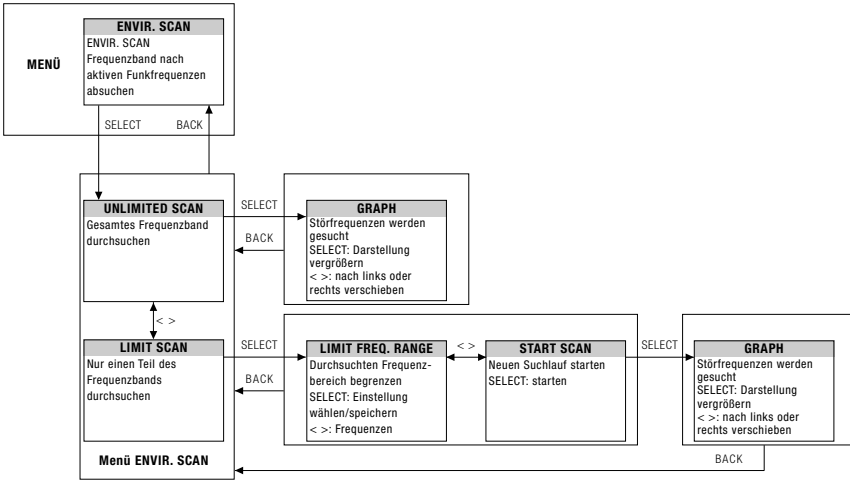 ENVIR. SCAN
MENÜ
ENVIR. SCAN
Frequenzband nach
aktiven Funkfrequenzen
absuchen
SELECT
BACK
UNLIMITED SCAN
Gesamtes Frequenzband
durchsuchen
SELECT
BACK
GRAPH
Störfrequenzen werden
gesucht
SELECT: Darstellung
vergrößern
< >: nach links oder
rechts verschieben
< >
LIMIT SCAN
Nur einen Teil des
Frequenzbands
durchsuchen
SELECT
BACK
LIMIT FREQ. RANGE
Durchsuchten Frequenz-
bereich begrenzen
SELECT: Einstellung
wählen/speichern
< >: Frequenzen
< >
START SCAN
Neuen Suchlauf starten
SELECT: starten
SELECT
GRAPH
Störfrequenzen werden
gesucht
SELECT: Darstellung
vergrößern
< >: nach links oder
rechts verschieben
Menü ENVIR. SCAN
BACK